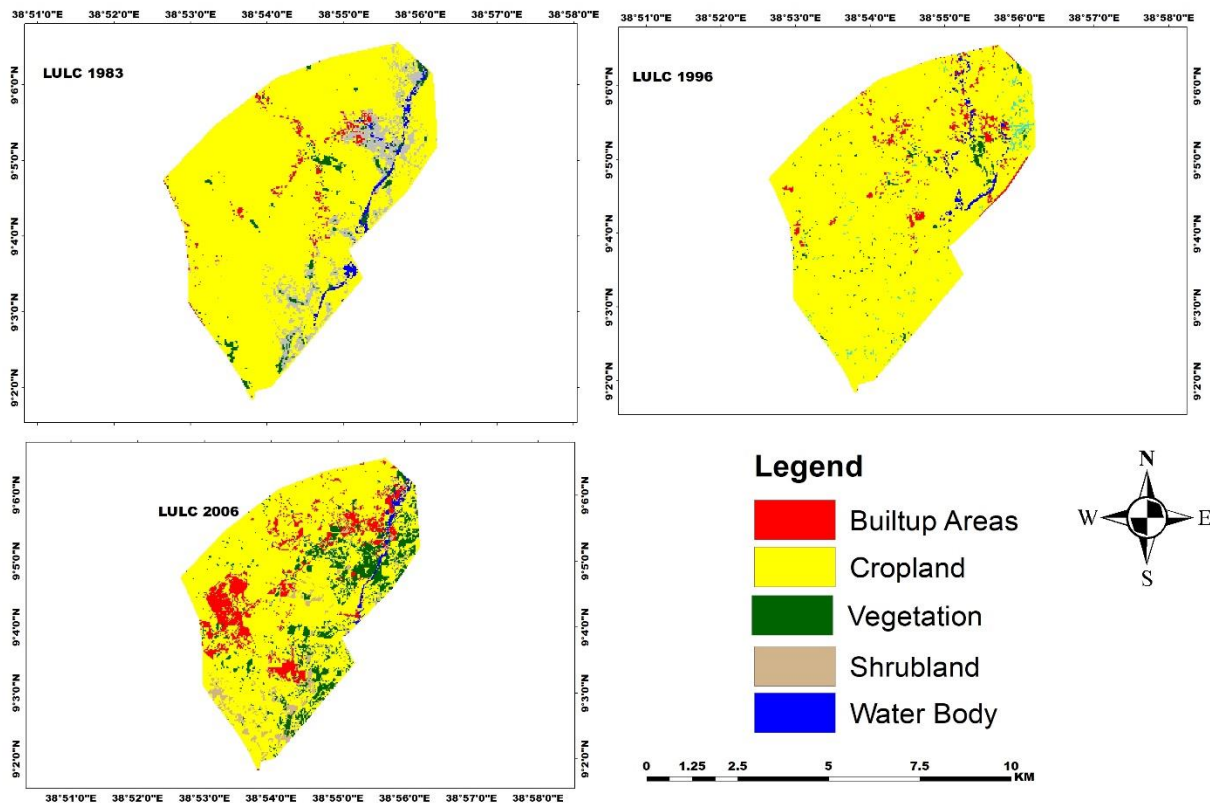 38°51'0"E 38°52'0"E 38°53'0"E 38°54'0"E 38°55'0"E 38°56'0"E 38°57'0"E 38°58'0"E
LULC 1983
9°6'0"N
9°5'0"N
9°4'0"N
9°3'0"N
9°2'0"N
38°51'0"E 38°52'0"E 38°53'0"E 38°54'0"E 38°55'0"E 38°56'0"E 38°57'0"E 38°58'0"E
LULC 1996
9°6'0"N
9°5'0"N
9°4'0"N
9°3'0"N
9°2'0"N
LULC 2006
9°6'0"N
9°5'0"N
9°4'0"N
9°3'0"N
9°2'0"N
38°51'0"E 38°52'0"E 38°53'0"E 38°54'0"E 38°55'0"E 38°56'0"E 38°57'0"E 38°58'0"E
Legend
Builtup Areas
Cropland
Vegetation
Shrubland
Water Body
N
W E
S
0 1.25 2.5 5 7.5 10
KM